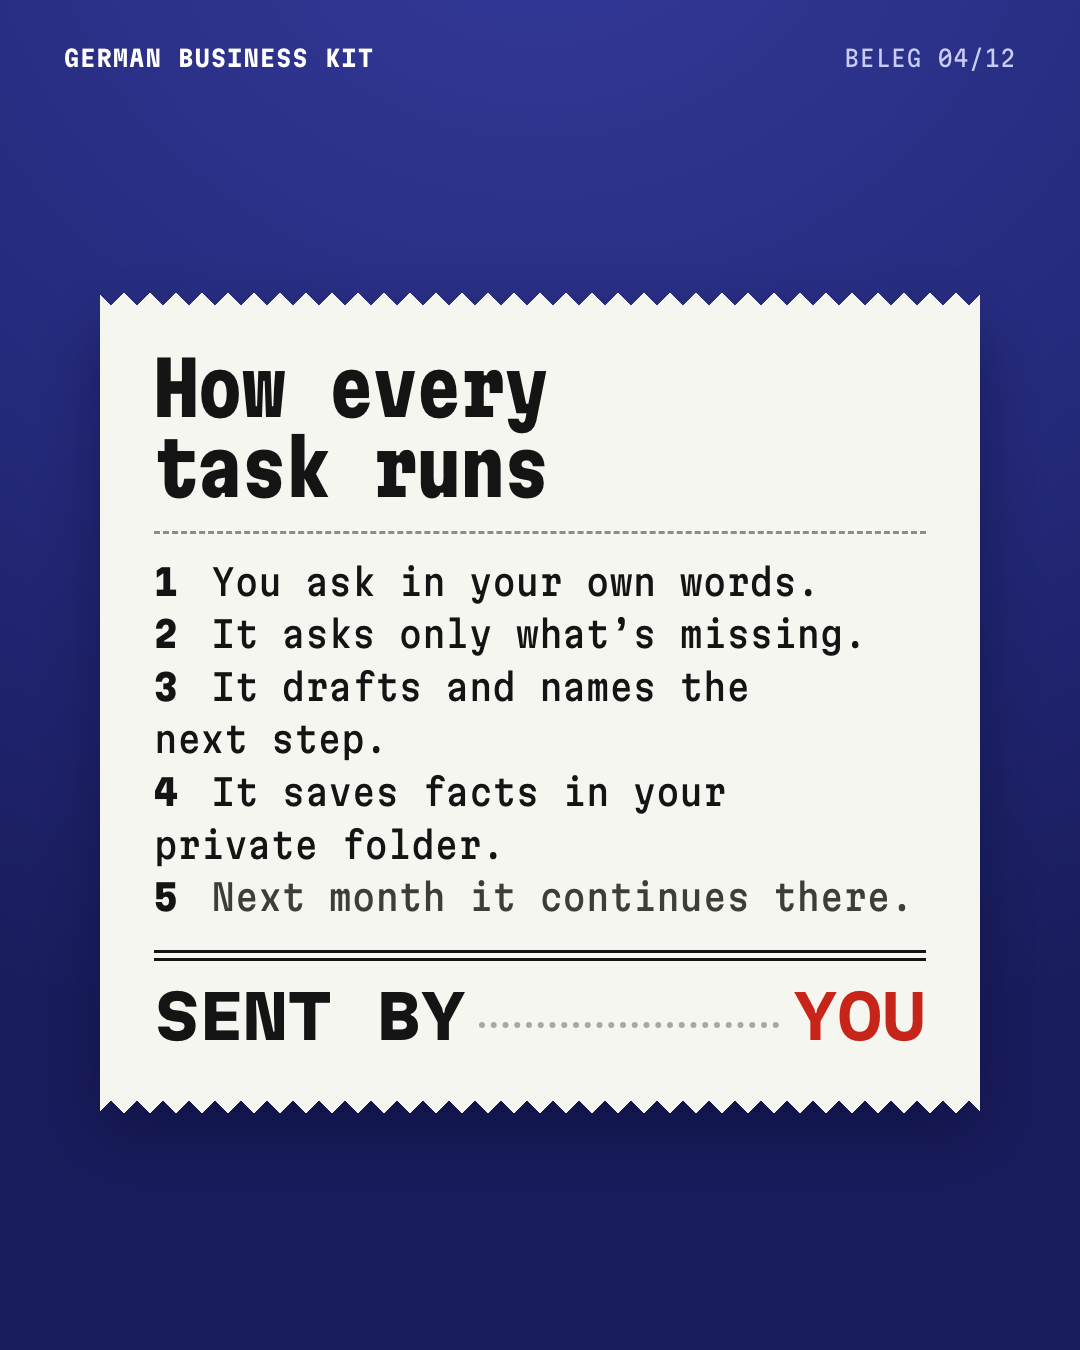 GERMAN BUSINESS KIT
BELEG 04/12
How every
task runs
1 You ask in your own words.
2 It asks only what’s missing.
3 It drafts and names the
next step.
4 It saves facts in your
private folder.
5 Next month it continues there.
SENT BY YOU